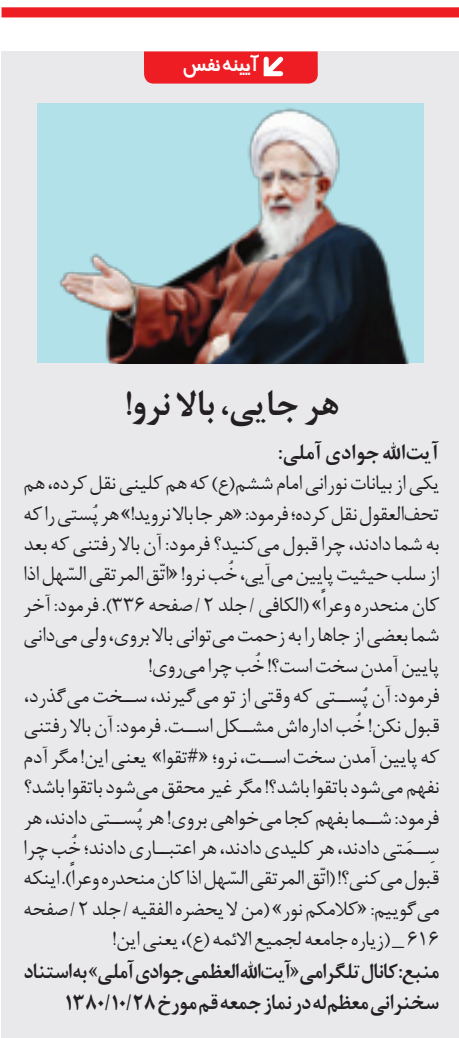 آیینه نفس
هر جایی، بالا نرو!
آیت‌الله جوادی آملی:
یکی از بیانات نورانی امام ششم(ع) که هم کلینی نقل کرده، هم
تحف‌العقول نقل کرده؛ فرمود: «هر جا بالا نروید!» هر پُستی را که
به شما دادند، چرا قبول می‌کنید؟ فرمود: آن بالا رفتنی که بعد
از سلب حیثیت پایین می‌آیی، خُب نرو! «اتّق المرتقی السّهل اذا
کان منحدره وعراً» (الکافی / جلد ۲ / صفحه ۳۳۶). فرمود: آخر
شما بعضی از جاها را به زحمت می‌توانی بالا بروی، ولی می‌دانی
پایین آمدن سخت است؟! خُب چرا می‌روی!
فرمود: آن پُستی که وقتی از تو می‌گیرند، سخت می‌گذرد،
قبول نکن! خُب اداره‌اش مشکل است. فرمود: آن بالا رفتنی
که پایین آمدن سخت است، نرو؛ «#تقوا» یعنی این! مگر آدم
نفهم می‌شود باتقوا باشد؟! مگر غیر محقق می‌شود باتقوا باشد؟
فرمود: شما بفهم کجا می‌خواهی بروی! هر پُستی دادند، هر
سِمَتی دادند، هر کلیدی دادند، هر اعتباری دادند؛ خُب چرا
قبول می‌کنی؟! (اتّق المرتقی السّهل اذا کان منحدره وعراً). اینکه
می‌گوییم: «کلامکم نور» (من لا یحضره الفقیه / جلد ۲ / صفحه
۶۱۶ _ (زیاره جامعه لجمیع الائمه (ع)، یعنی این!
منبع: کانال تلگرامی «آیت‌الله العظمی جوادی آملی» به استناد
سخنرانی معظم‌له در نماز جمعه قم مورخ ۱۳۸۰/۱۰/۲۸